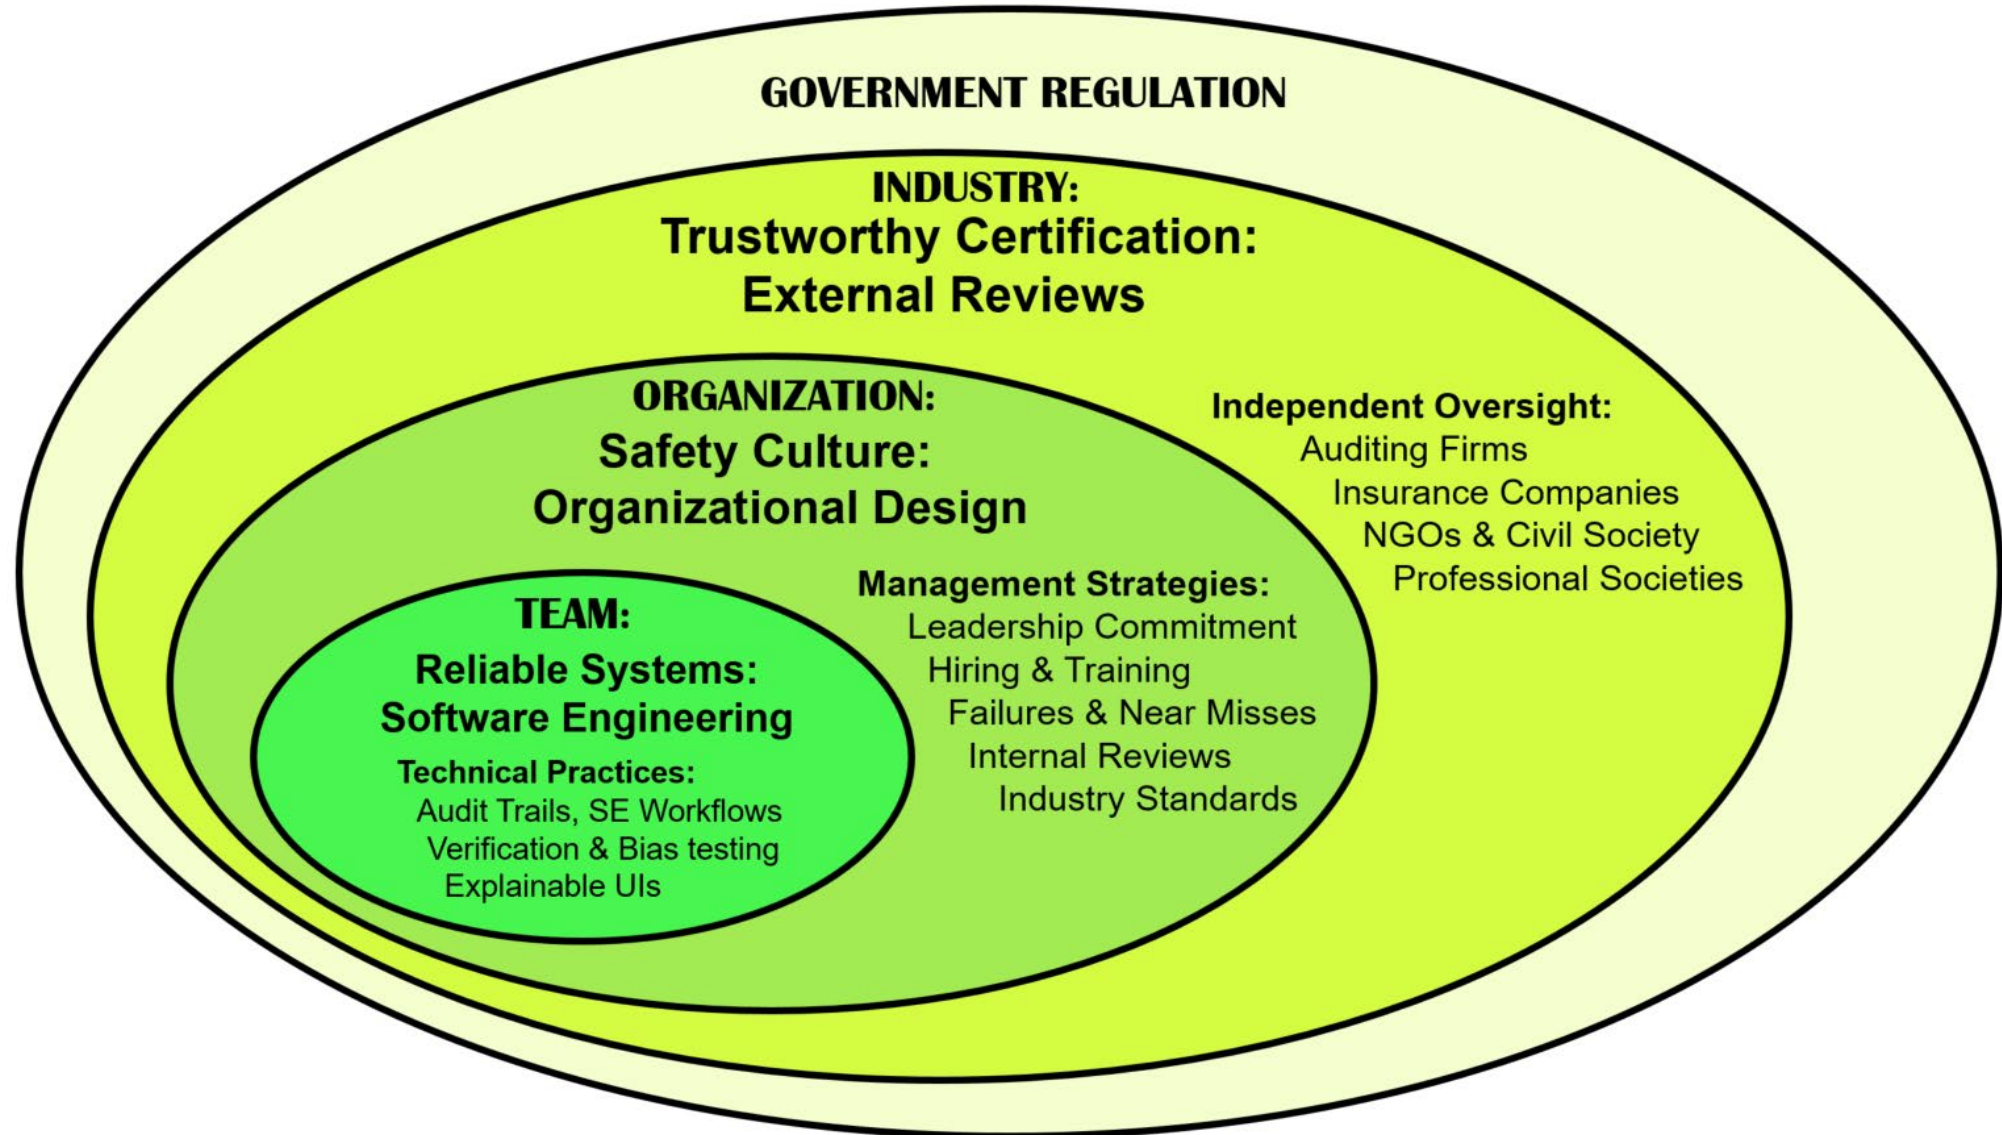 GOVERNMENT REGULATION
INDUSTRY:
Trustworthy Certification:
External Reviews
ORGANIZATION:
Safety Culture:
Organizational Design
Independent Oversight:
Auditing Firms
Insurance Companies
NGOs & Civil Society
Professional Societies
Management Strategies:
Leadership Commitment
Hiring & Training
Failures & Near Misses
Internal Reviews
Industry Standards
TEAM:
Reliable Systems:
Software Engineering
Technical Practices:
Audit Trails, SE Workflows
Verification & Bias testing
Explainable UIs